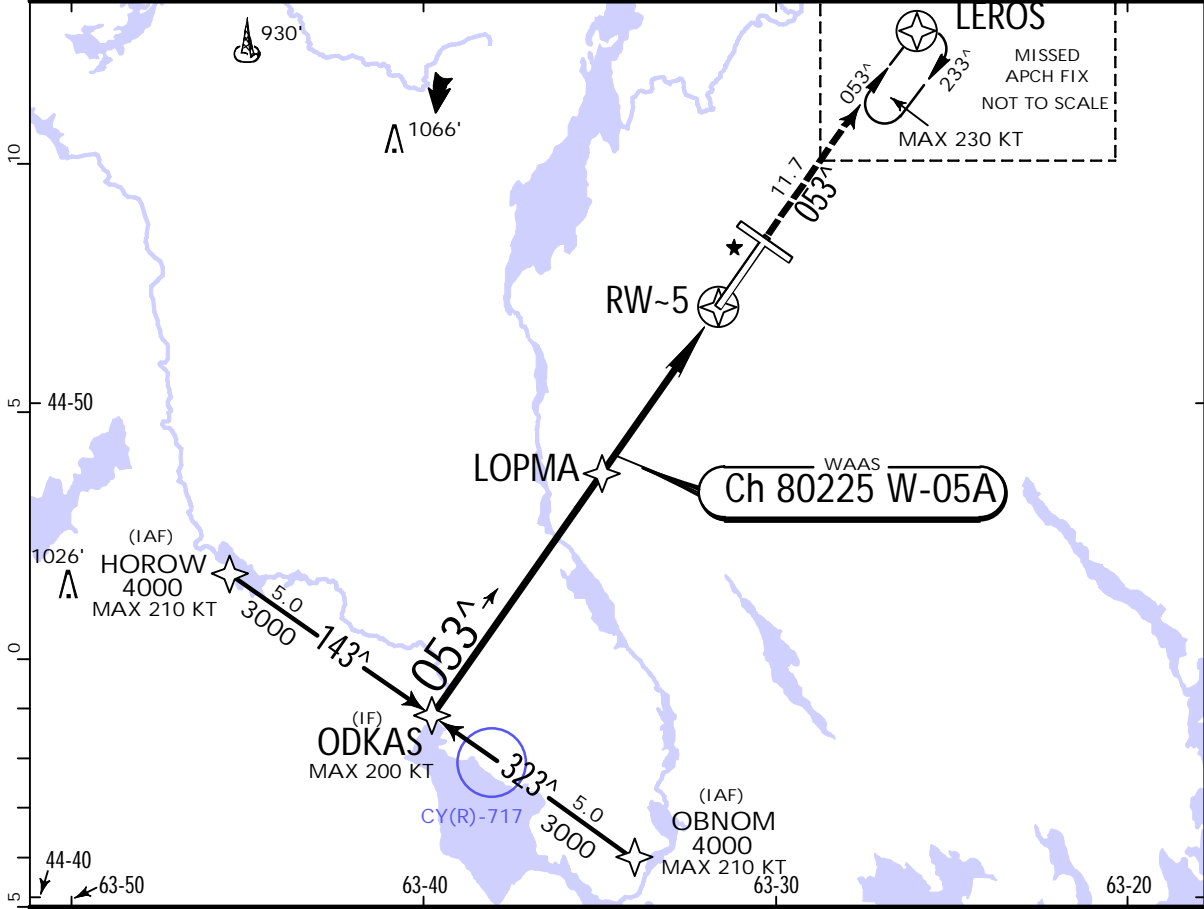 930'
LEROS
MISSED
APCH FIX
NOT TO SCALE
053^
233^
MAX 230 KT
1066'
10
11.7
053^
RW~5
5
44-50
LOPMA
WAAS
Ch 80225 W-05A
(IAF)
HOROW
4000
MAX 210 KT
1026'
5.0
3000
143^
053^
0
(IF)
ODKAS
MAX 200 KT
323^
5.0
3000
CY(R)-717
(IAF)
OBNOM
4000
MAX 210 KT
44-40
63-50
63-40
63-30
63-20
5